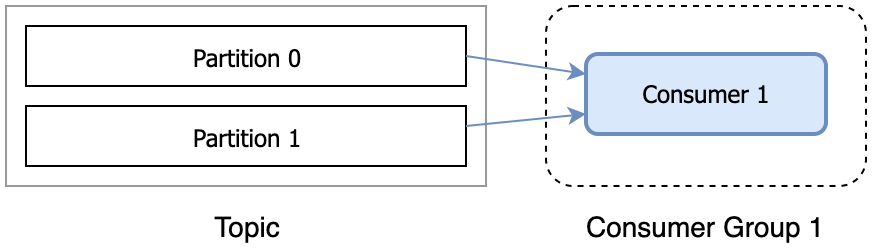 Partition 0
Consumer 1
Partition 1
Topic
Consumer Group 1